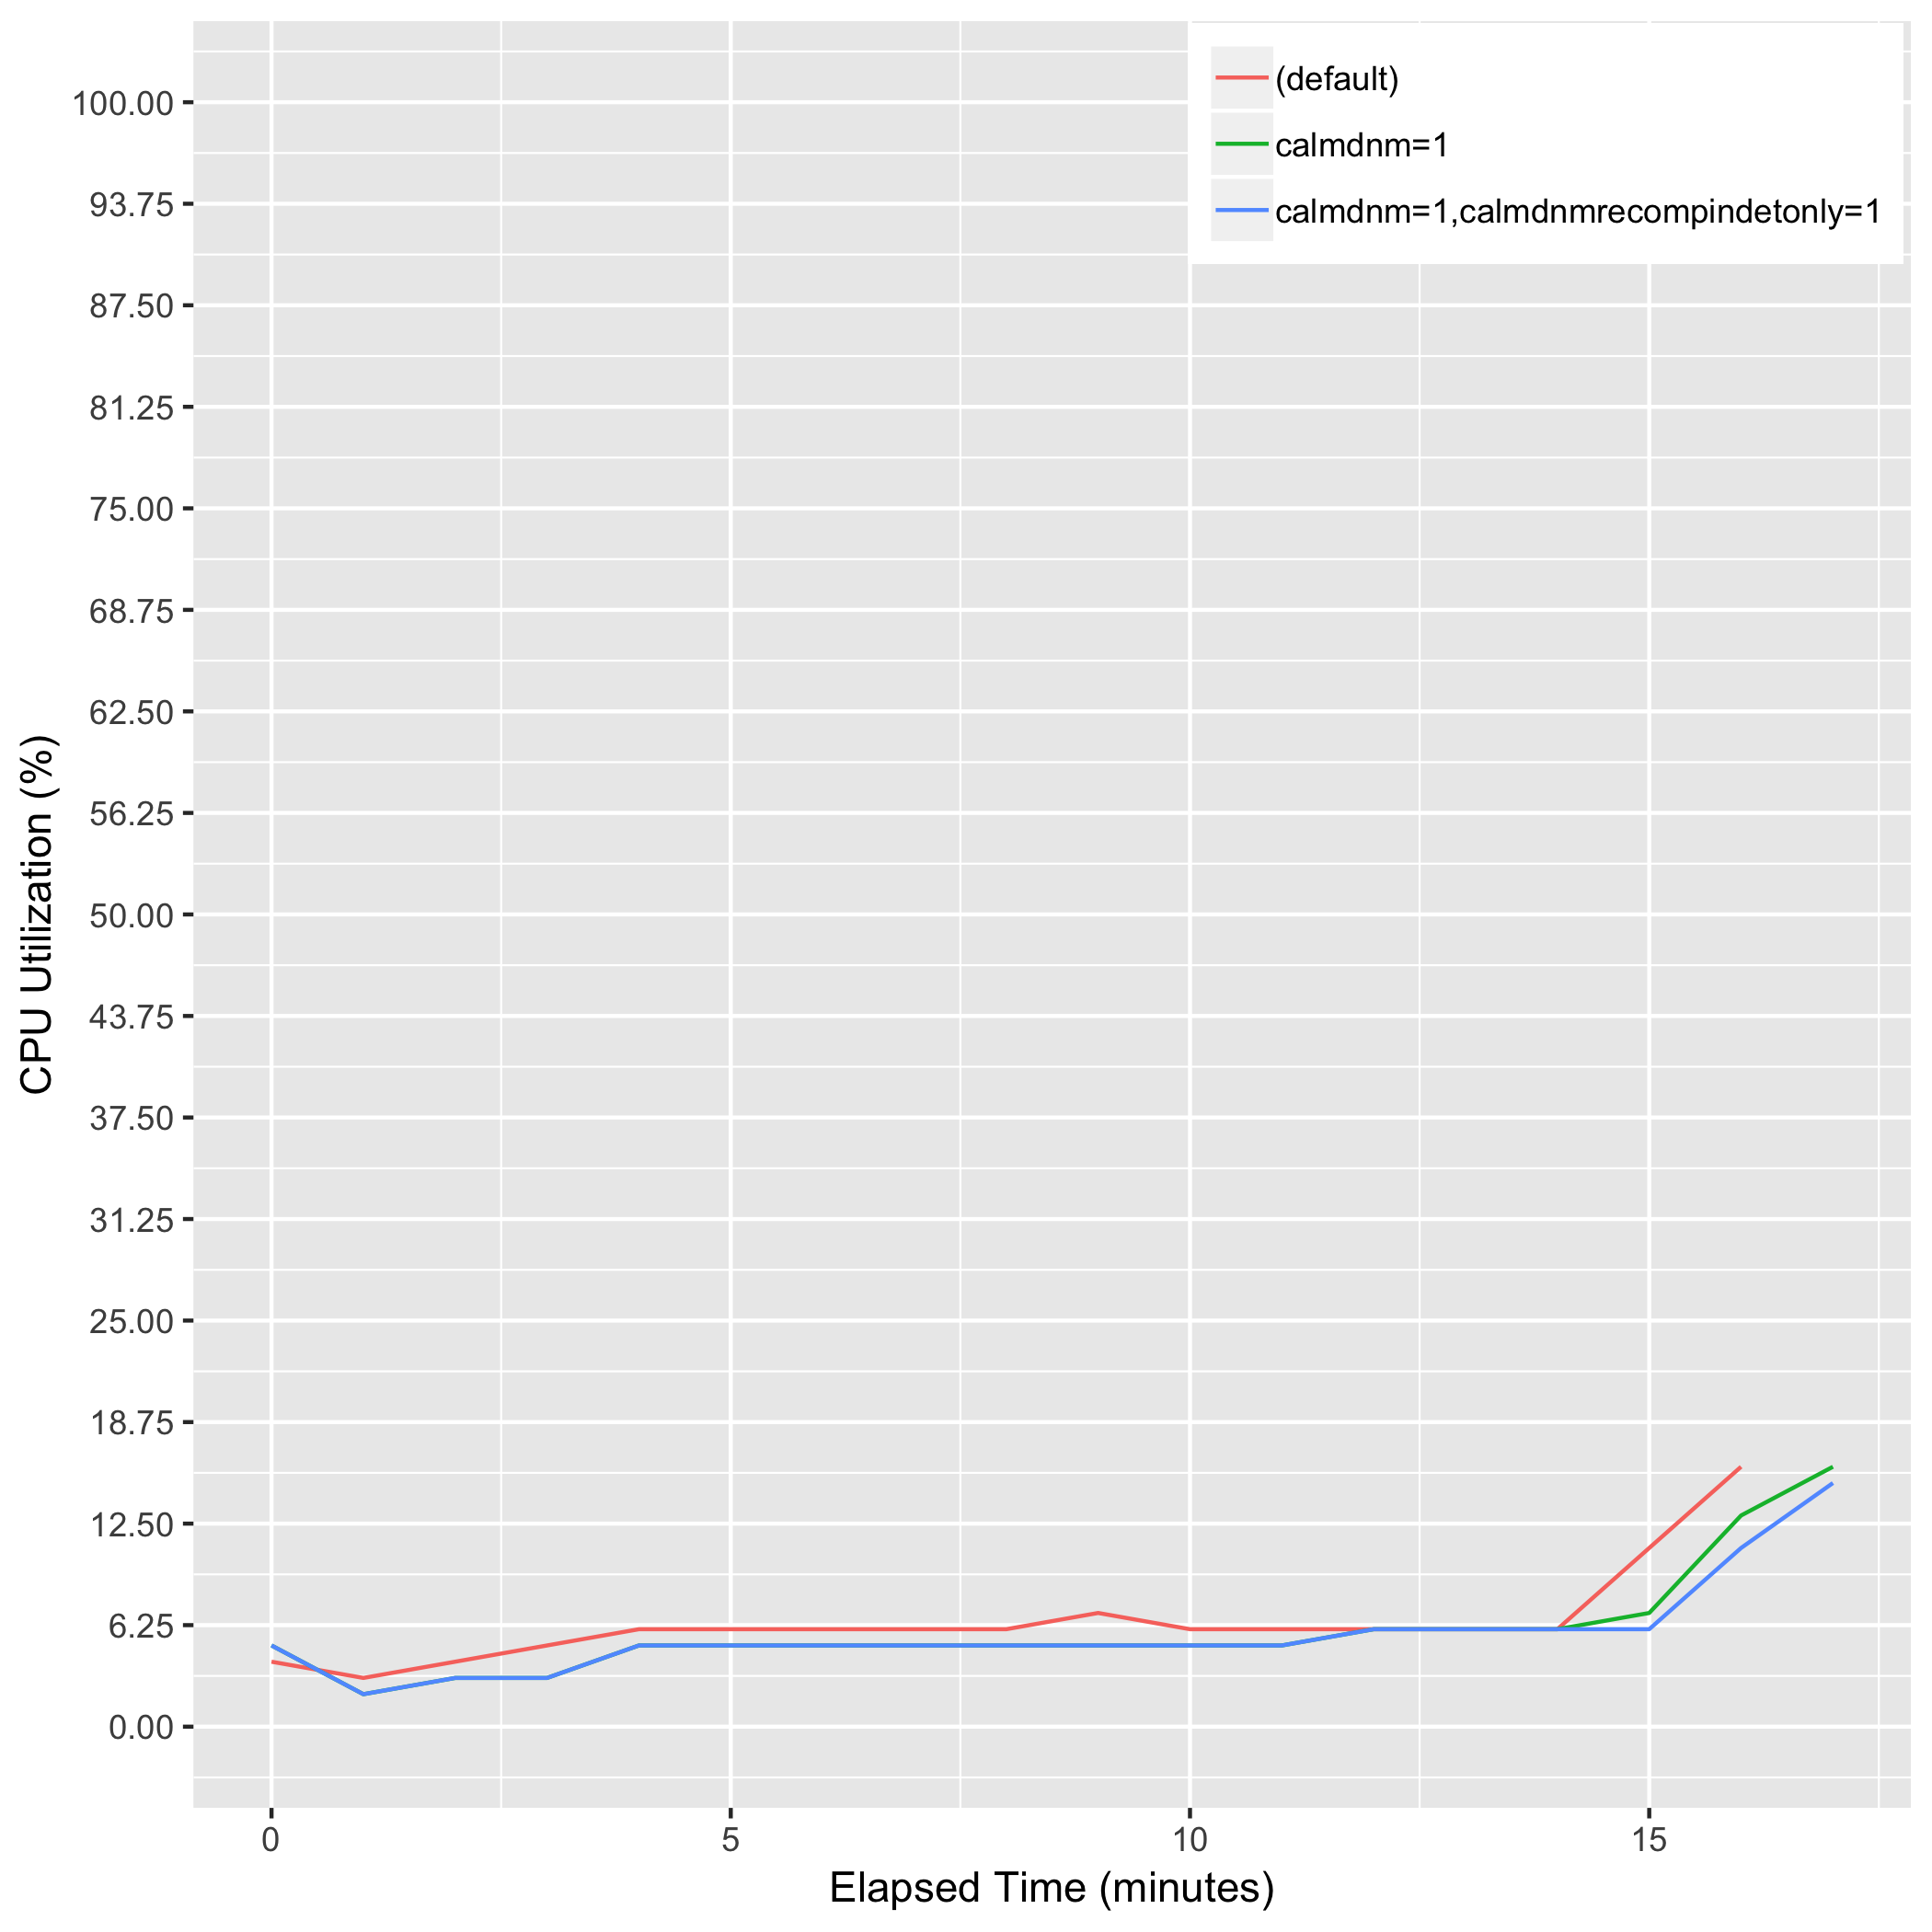 (default)
calmdnm=1
calmdnm=1,calmdnmrecompindetonly=1
100.00
93.75
87.50
81.25
75.00
68.75
62.50
56.25
50.00
43.75
37.50
31.25
25.00
18.75
12.50
6.25
0.00
CPU Utilization (%)
0 5 10 15
Elapsed Time (minutes)